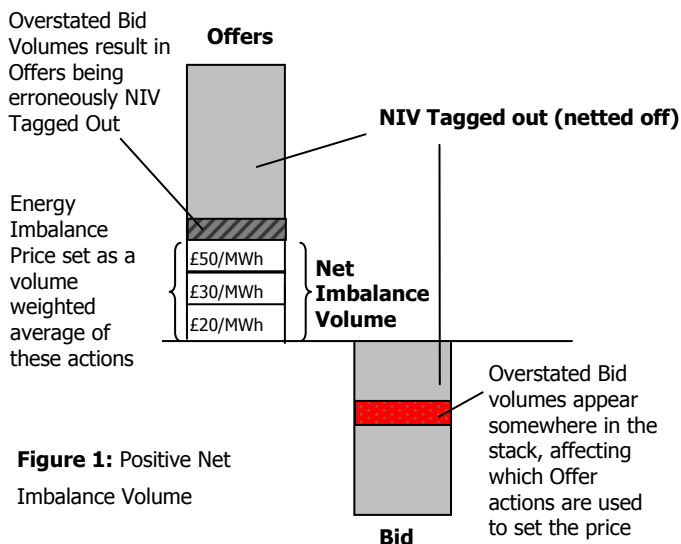 Overstated Bid
Volumes result in
Offers being
erroneously NIV
Tagged Out
Offers
NIV Tagged out (netted off)
Energy
Imbalance
Price set as a
volume
weighted
average of
these actions
£50/MWh
£30/MWh
£20/MWh
Net
Imbalance
Volume
Overstated Bid
volumes appear
somewhere in the
stack, affecting
which Offer
actions are used
to set the price
Figure 1: Positive Net
Imbalance Volume
Bid